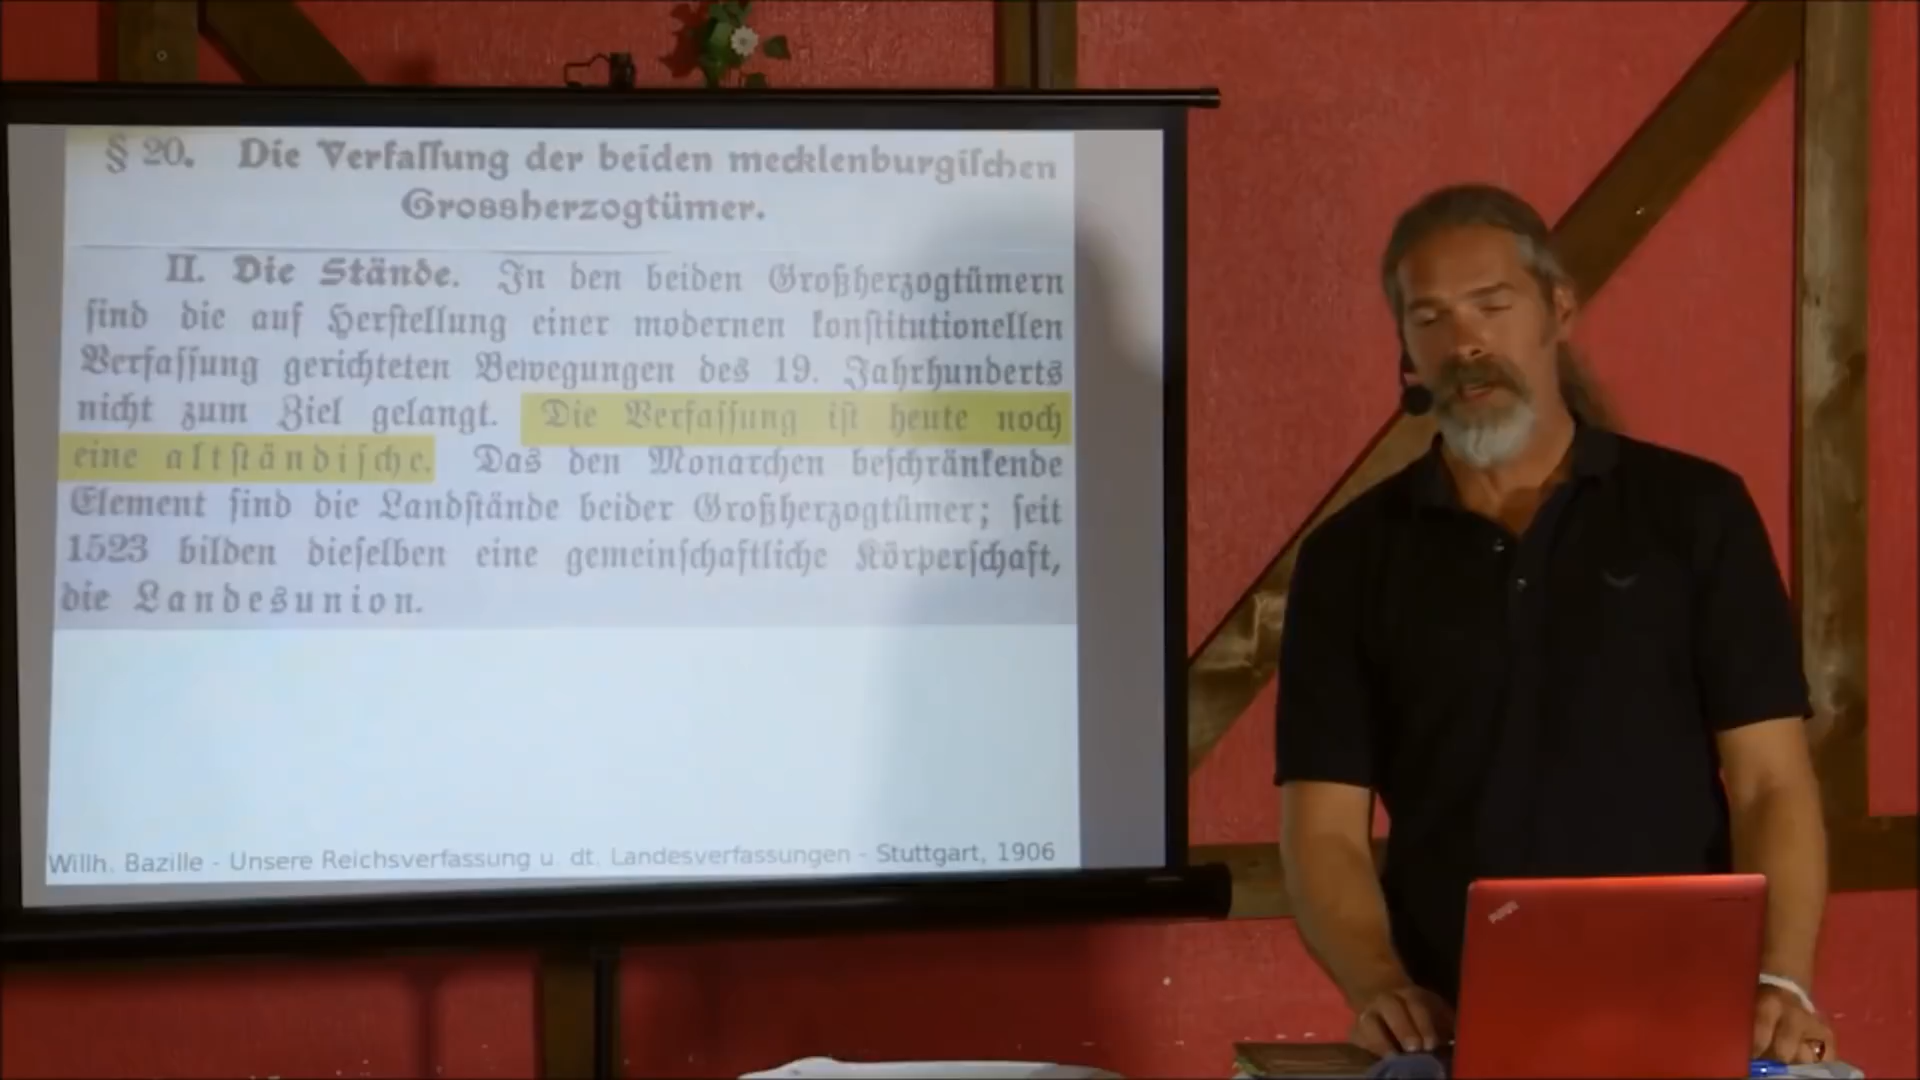 § 20. Die Verfaſſung der beiden mecklenburgiſchen
Grossherzogtümer.
II. Die Stände. In den beiden Großherzogtümern
ſind die auf Herſtellung einer modernen konſtitutionellen
Verfaſſung gerichteten Bewegungen des 19. Jahrhunderts
nicht zum Ziel gelangt. Die Verfaſſung iſt heute noch
eine altſtändiſche. Das den Monarchen beſchränkende
Element ſind die Landſtände beider Großherzogtümer; ſeit
1523 bilden dieſelben eine gemeinſchaftliche Körperſchaft,
die Landesunion.
Willh. Bazille - Unsere Reichsverfassung u. dt. Landesverfassungen - Stuttgart, 1906